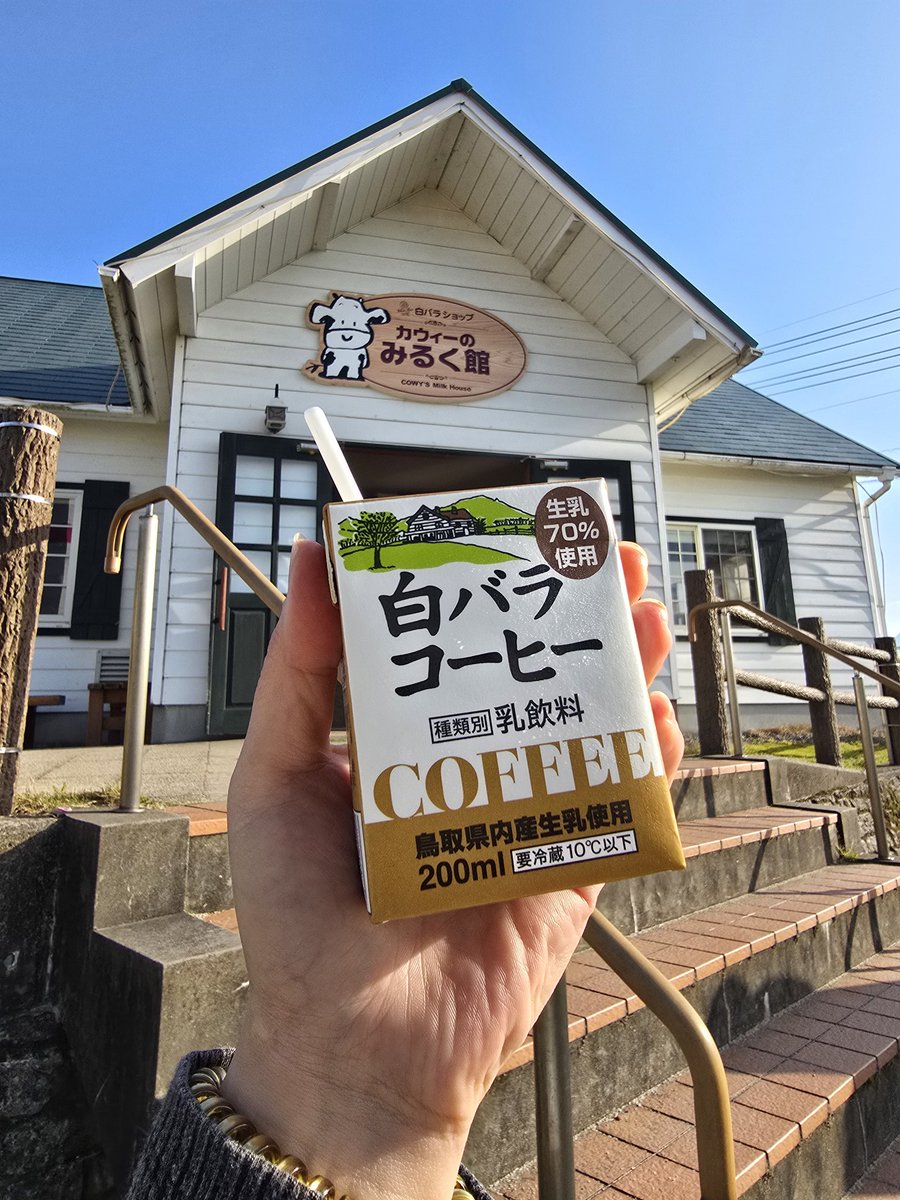 白バラ ショップ
カウィーの
みるく館
COWY'S Milk House
生乳
70%
使用
白バラ
コーヒー
種類別 乳飲料
COFFEE
鳥取県内産生乳使用
200ml 要冷蔵10℃以下